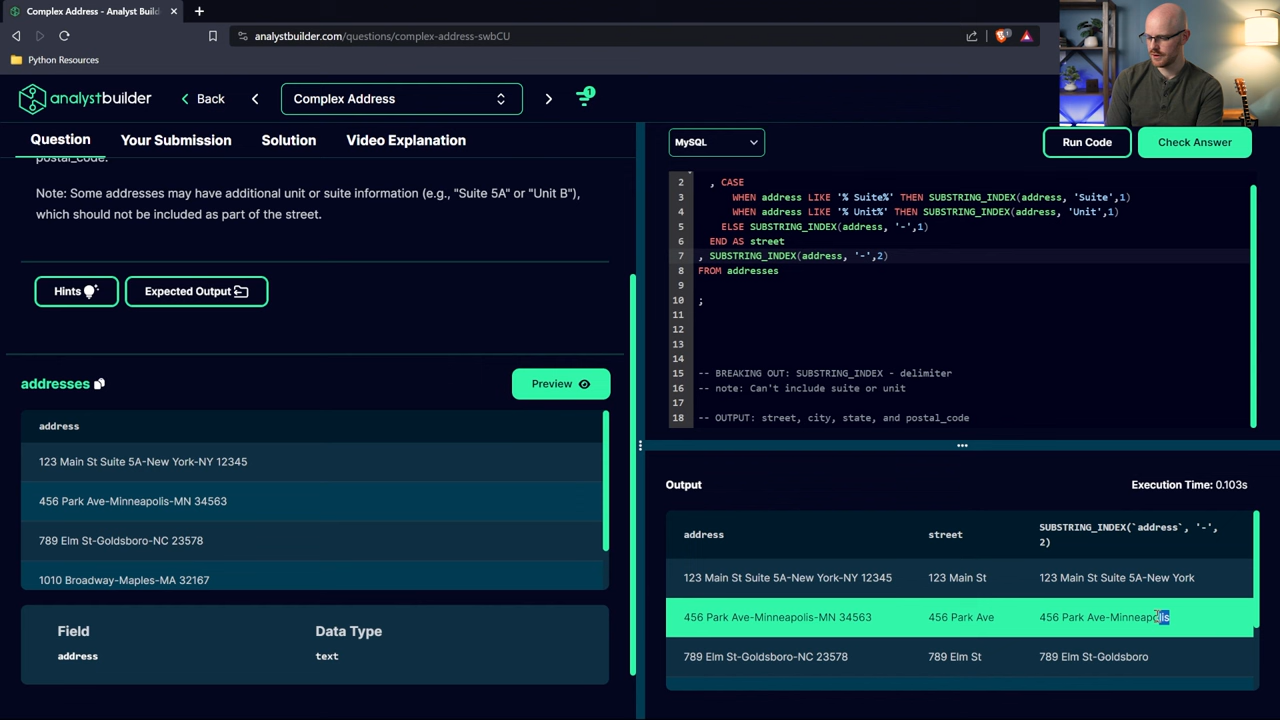 Complex Address - Analyst Build
analystbuilder.com/questions/complex-address-swbCU
Python Resources
analystbuilder
Back
Complex Address
1
Question
Your Submission
Solution
Video Explanation
postal_code.
Note: Some addresses may have additional unit or suite information (e.g., "Suite 5A" or "Unit B"),
which should not be included as part of the street.
Hints
Expected Output
addresses
Preview
address
123 Main St Suite 5A-New York-NY 12345
456 Park Ave-Minneapolis-MN 34563
789 Elm St-Goldsboro-NC 23578
1010 Broadway-Maples-MA 32167
Field
Data Type
address
text
MySQL
Run Code
Check Answer
2 , CASE
3 WHEN address LIKE '% Suite%' THEN SUBSTRING_INDEX(address, 'Suite',1)
4 WHEN address LIKE '% Unit%' THEN SUBSTRING_INDEX(address, 'Unit',1)
5 ELSE SUBSTRING_INDEX(address, '-',1)
6 END AS street
7 , SUBSTRING_INDEX(address, '-',2)
8 FROM addresses
9
10 ;
11
12
13
14
15 -- BREAKING OUT: SUBSTRING_INDEX - delimiter
16 -- note: Can't include suite or unit
17
18 -- OUTPUT: street, city, state, and postal_code
Output
Execution Time: 0.103s
address street SUBSTRING_INDEX(`address`, '-',
2)
123 Main St Suite 5A-New York-NY 12345 123 Main St 123 Main St Suite 5A-New York
456 Park Ave-Minneapolis-MN 34563 456 Park Ave 456 Park Ave-Minneapolis
789 Elm St-Goldsboro-NC 23578 789 Elm St 789 Elm St-Goldsboro